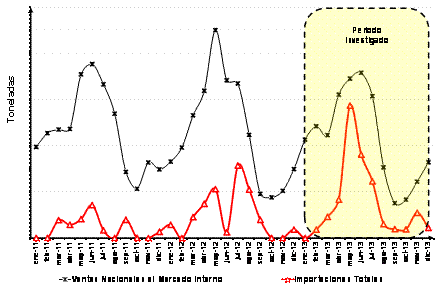 Periodo
Investigado
Toneladas
ene-11
feb-11
mar-11
abr-11
may-11
jun-11
jul-11
ago-11
sep-11
oct-11
nov-11
dic-11
ene-12
feb-12
mar-12
abr-12
may-12
jun-12
jul-12
ago-12
sep-12
oct-12
nov-12
dic-12
ene-13
feb-13
mar-13
abr-13
may-13
jun-13
jul-13
ago-13
sep-13
oct-13
nov-13
dic-13
Ventas Nacionales al Mercado Interno
Importaciones Totales